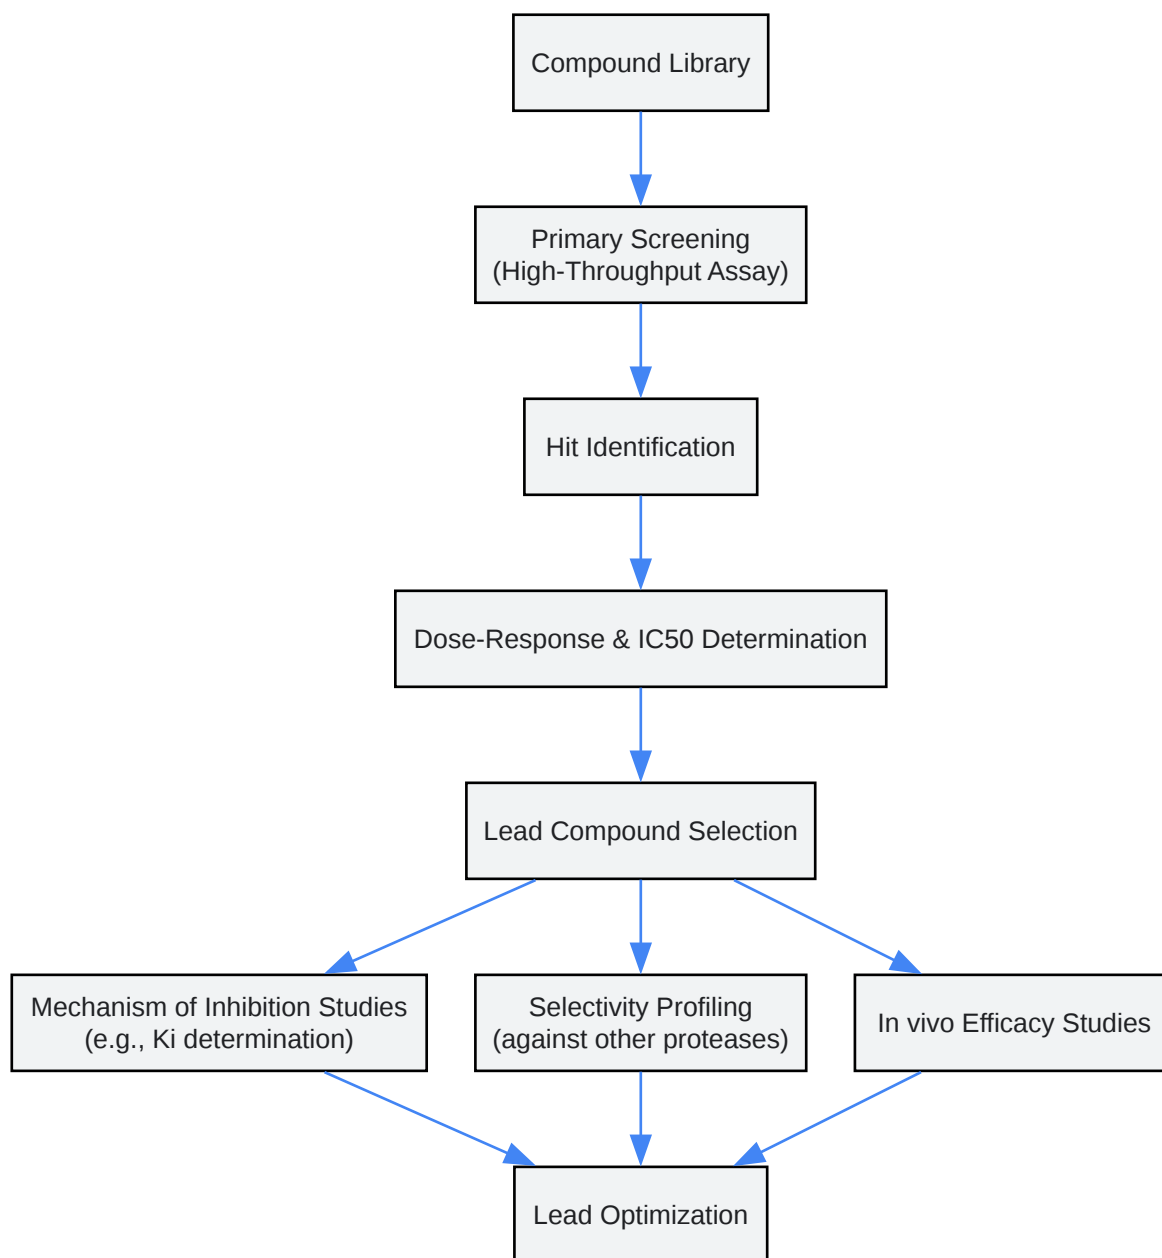 Compound Library
Primary Screening
(High-Throughput Assay)
Hit Identification
Dose-Response & IC50 Determination
Lead Compound Selection
Mechanism of Inhibition Studies
(e.g., Ki determination)
Selectivity Profiling
(against other proteases)
In vivo Efficacy Studies
Lead Optimization